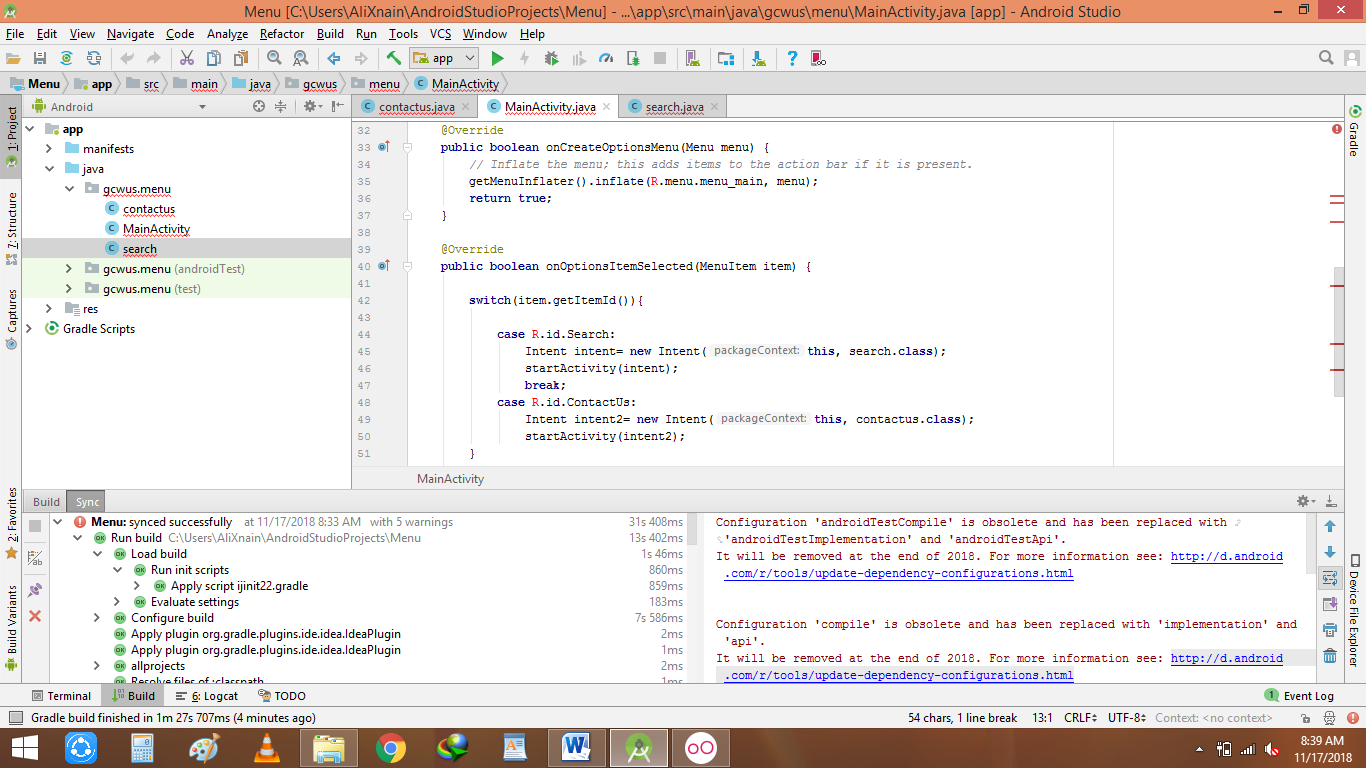 Menu [C:\Users\AliXnain\AndroidStudioProjects\Menu] - ...\app\src\main\java\gcwus\menu\MainActivity.java [app] - Android Studio
File Edit View Navigate Code Analyze Refactor Build Run Tools VCS Window Help
app
Menu app src main java gcwus menu MainActivity
Android
contactus.java MainActivity.java search.java
1: Project
Z: Structure
Captures
2: Favorites
Build Variants
app
manifests
java
gcwus.menu
contactus
MainActivity
search
gcwus.menu (androidTest)
gcwus.menu (test)
res
Gradle Scripts
32 @Override
33 public boolean onCreateOptionsMenu(Menu menu) {
34 // Inflate the menu; this adds items to the action bar if it is present.
35 getMenuInflater().inflate(R.menu.menu_main, menu);
36 return true;
37 }
38
39 @Override
40 public boolean onOptionsItemSelected(MenuItem item) {
41
42 switch(item.getItemId()){
43
44 case R.id.Search:
45 Intent intent= new Intent( packageContext: this, search.class);
46 startActivity(intent);
47 break;
48 case R.id.ContactUs:
49 Intent intent2= new Intent( packageContext: this, contactus.class);
50 startActivity(intent2);
51 }
MainActivity
Gradle
Device File Explorer
Build Sync
Menu: synced successfully at 11/17/2018 8:33 AM with 5 warnings 31s 408ms
Run build C:\Users\AliXnain\AndroidStudioProjects\Menu 13s 402ms
Load build 1s 46ms
Run init scripts 860ms
Apply script ijinit22.gradle 859ms
Evaluate settings 183ms
Configure build 7s 586ms
Apply plugin org.gradle.plugins.ide.idea.IdeaPlugin 2ms
Apply plugin org.gradle.plugins.ide.idea.IdeaPlugin 1ms
allprojects 2ms
Resolve files of :classpath 1ms
Configuration 'androidTestCompile' is obsolete and has been replaced with
'androidTestImplementation' and 'androidTestApi'.
It will be removed at the end of 2018. For more information see: http://d.android
.com/r/tools/update-dependency-configurations.html
Configuration 'compile' is obsolete and has been replaced with 'implementation' and
'api'.
It will be removed at the end of 2018. For more information see: http://d.android
.com/r/tools/update-dependency-configurations.html
Terminal Build 6: Logcat TODO 1 Event Log
Gradle build finished in 1m 27s 707ms (4 minutes ago) 54 chars, 1 line break 13:1 CRLF UTF-8 Context: <no context>
8:39 AM
11/17/2018